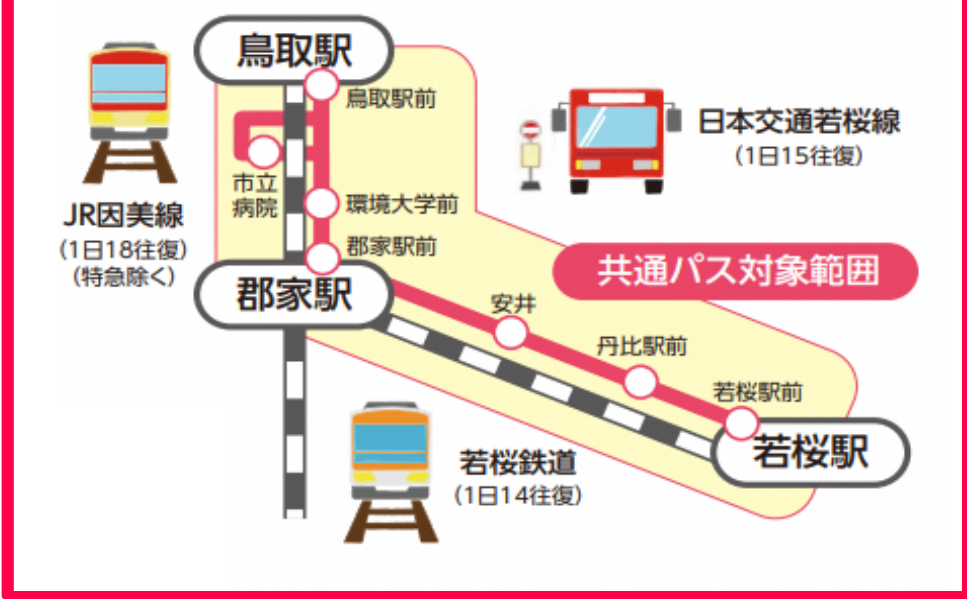 鳥取駅
鳥取駅前
日本交通若桜線
(1日15往復)
市立
病院
環境大学前
JR因美線
(1日18往復)
(特急除く)
郡家駅前
共通パス対象範囲
郡家駅
安井
丹比駅前
若桜駅前
若桜駅
若桜鉄道
(1日14往復)